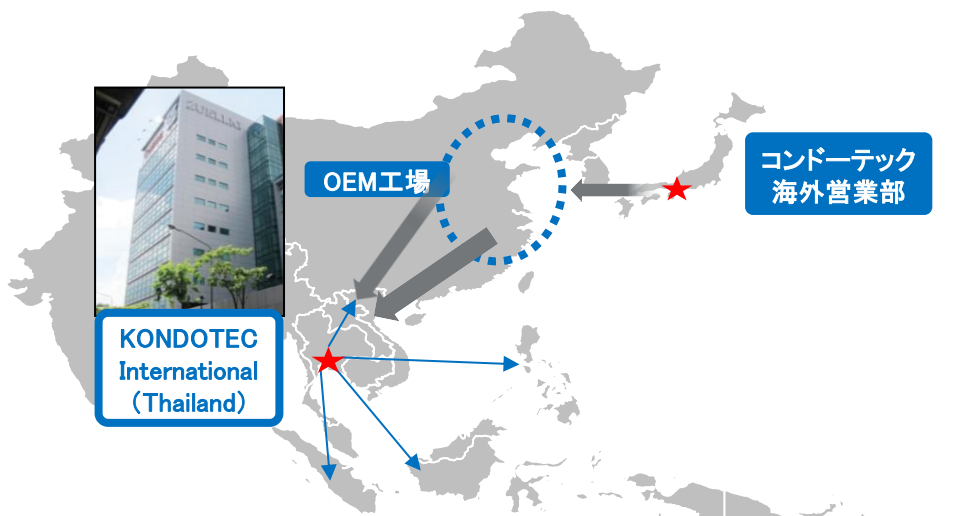 OEM工場
コンドーテック
海外営業部
KONDOTEC
International
(Thailand)